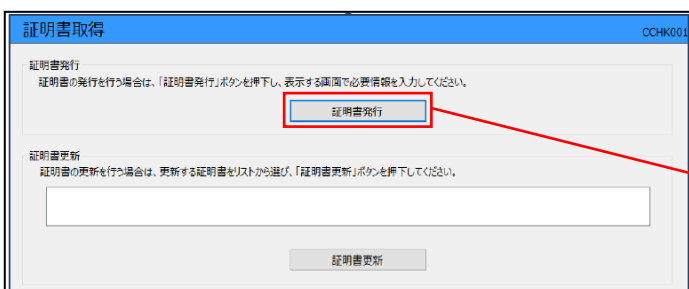 証明書取得
CCHK001
証明書発行
証明書の発行を行う場合は、「証明書発行」ボタンを押下し、表示する画面で必要情報を入力してください。
証明書発行
証明書更新
証明書の更新を行う場合は、更新する証明書をリストから選び、「証明書更新」ボタンを押下してください。
証明書更新